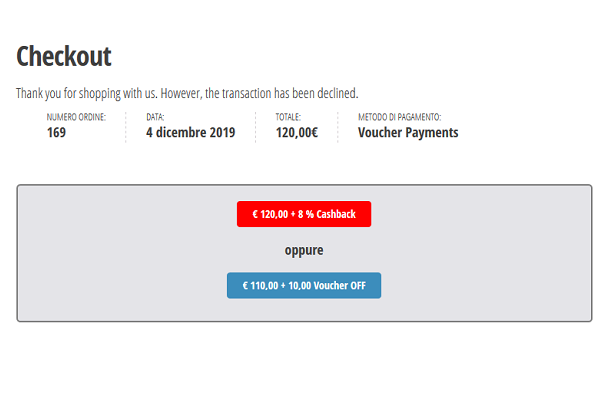 Checkout
Thank you for shopping with us. However, the transaction has been declined.
NUMERO ORDINE: DATA: TOTALE: METODO DI PAGAMENTO:
169 4 dicembre 2019 120,00€ Voucher Payments
€ 120,00 + 8 % Cashback
oppure
€ 110,00 + 10,00 Voucher OFF